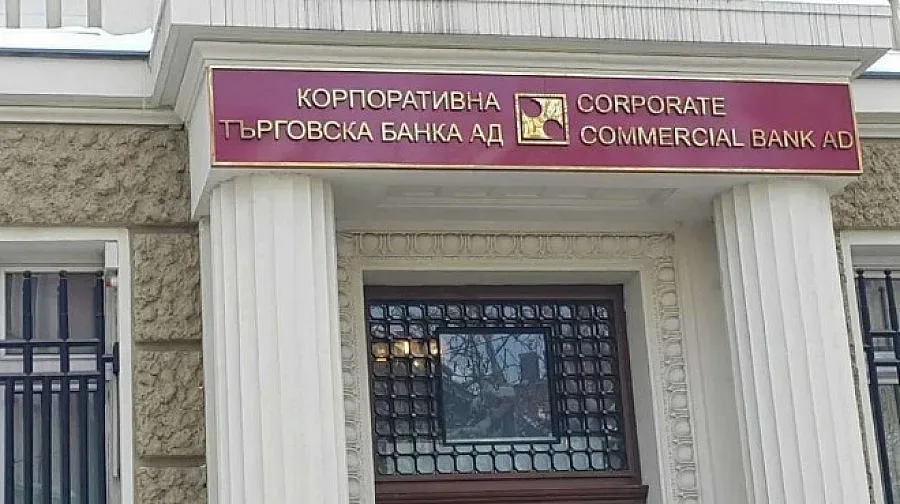 КОРПОРАТИВНА
ТЪРГОВСКА БАНКА АД
CORPORATE
COMMERCIAL BANK AD